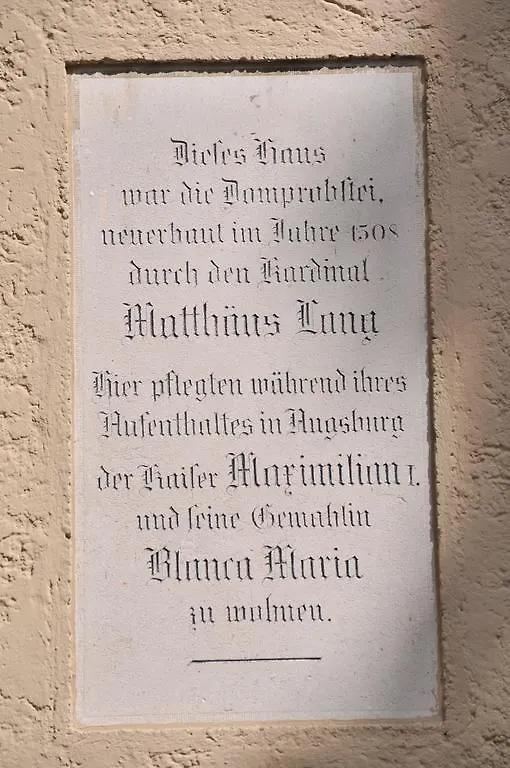 Dieses Haus
war die Domprobstei,
neuerbaut im Jahre 1508
durch den Kardinal
Matthäus Lang
Hier pflegten während ihres
Aufenthaltes in Augsburg
der Kaiser Maximilian I.
und seine Gemahlin
Blanca Maria
zu wohnen.